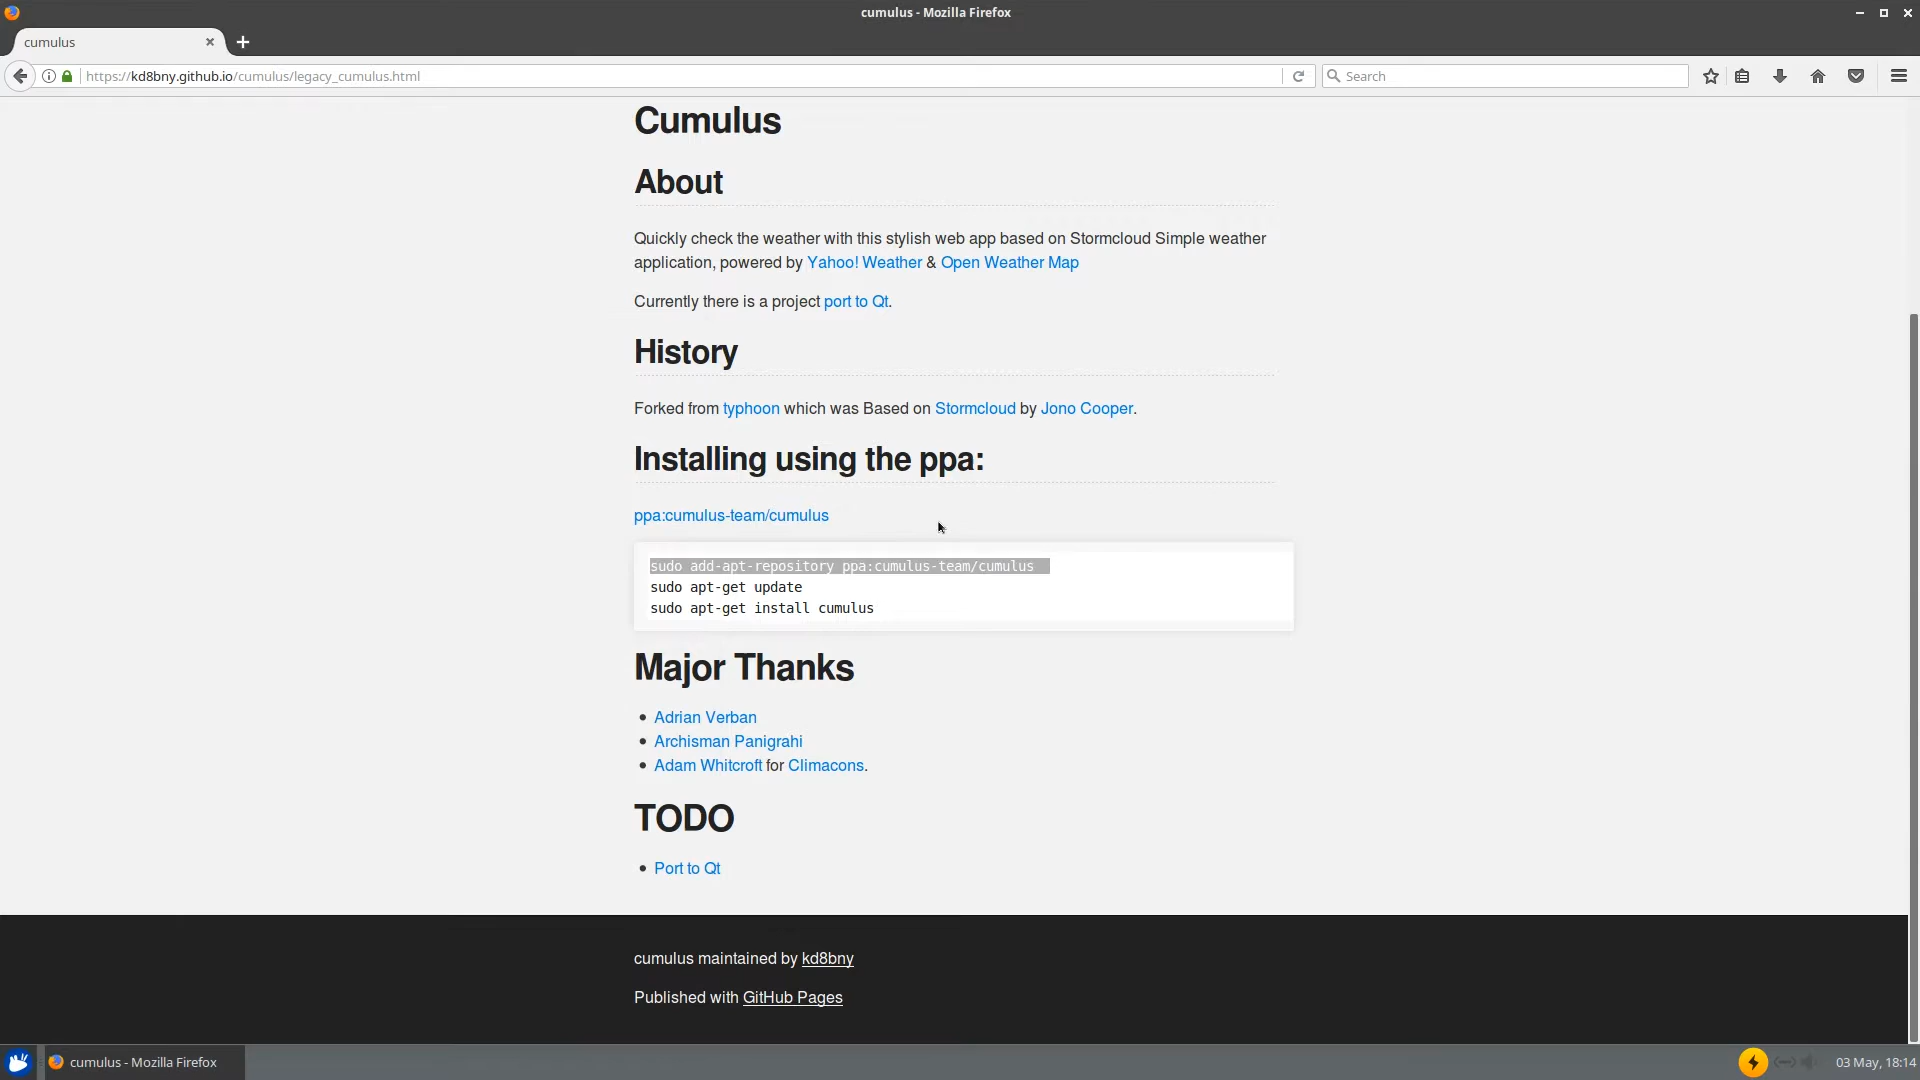 cumulus - Mozilla Firefox
cumulus
https://kd8bny.github.io/cumulus/legacy_cumulus.html
Search
Cumulus
About
Quickly check the weather with this stylish web app based on Stormcloud Simple weather
application, powered by Yahoo! Weather & Open Weather Map
Currently there is a project port to Qt.
History
Forked from typhoon which was Based on Stormcloud by Jono Cooper.
Installing using the ppa:
ppa:cumulus-team/cumulus
sudo add-apt-repository ppa:cumulus-team/cumulus
sudo apt-get update
sudo apt-get install cumulus
Major Thanks
• Adrian Verban
• Archisman Panigrahi
• Adam Whitcroft for Climacons.
TODO
• Port to Qt
cumulus maintained by kd8bny
Published with GitHub Pages
cumulus - Mozilla Firefox
03 May, 18:14